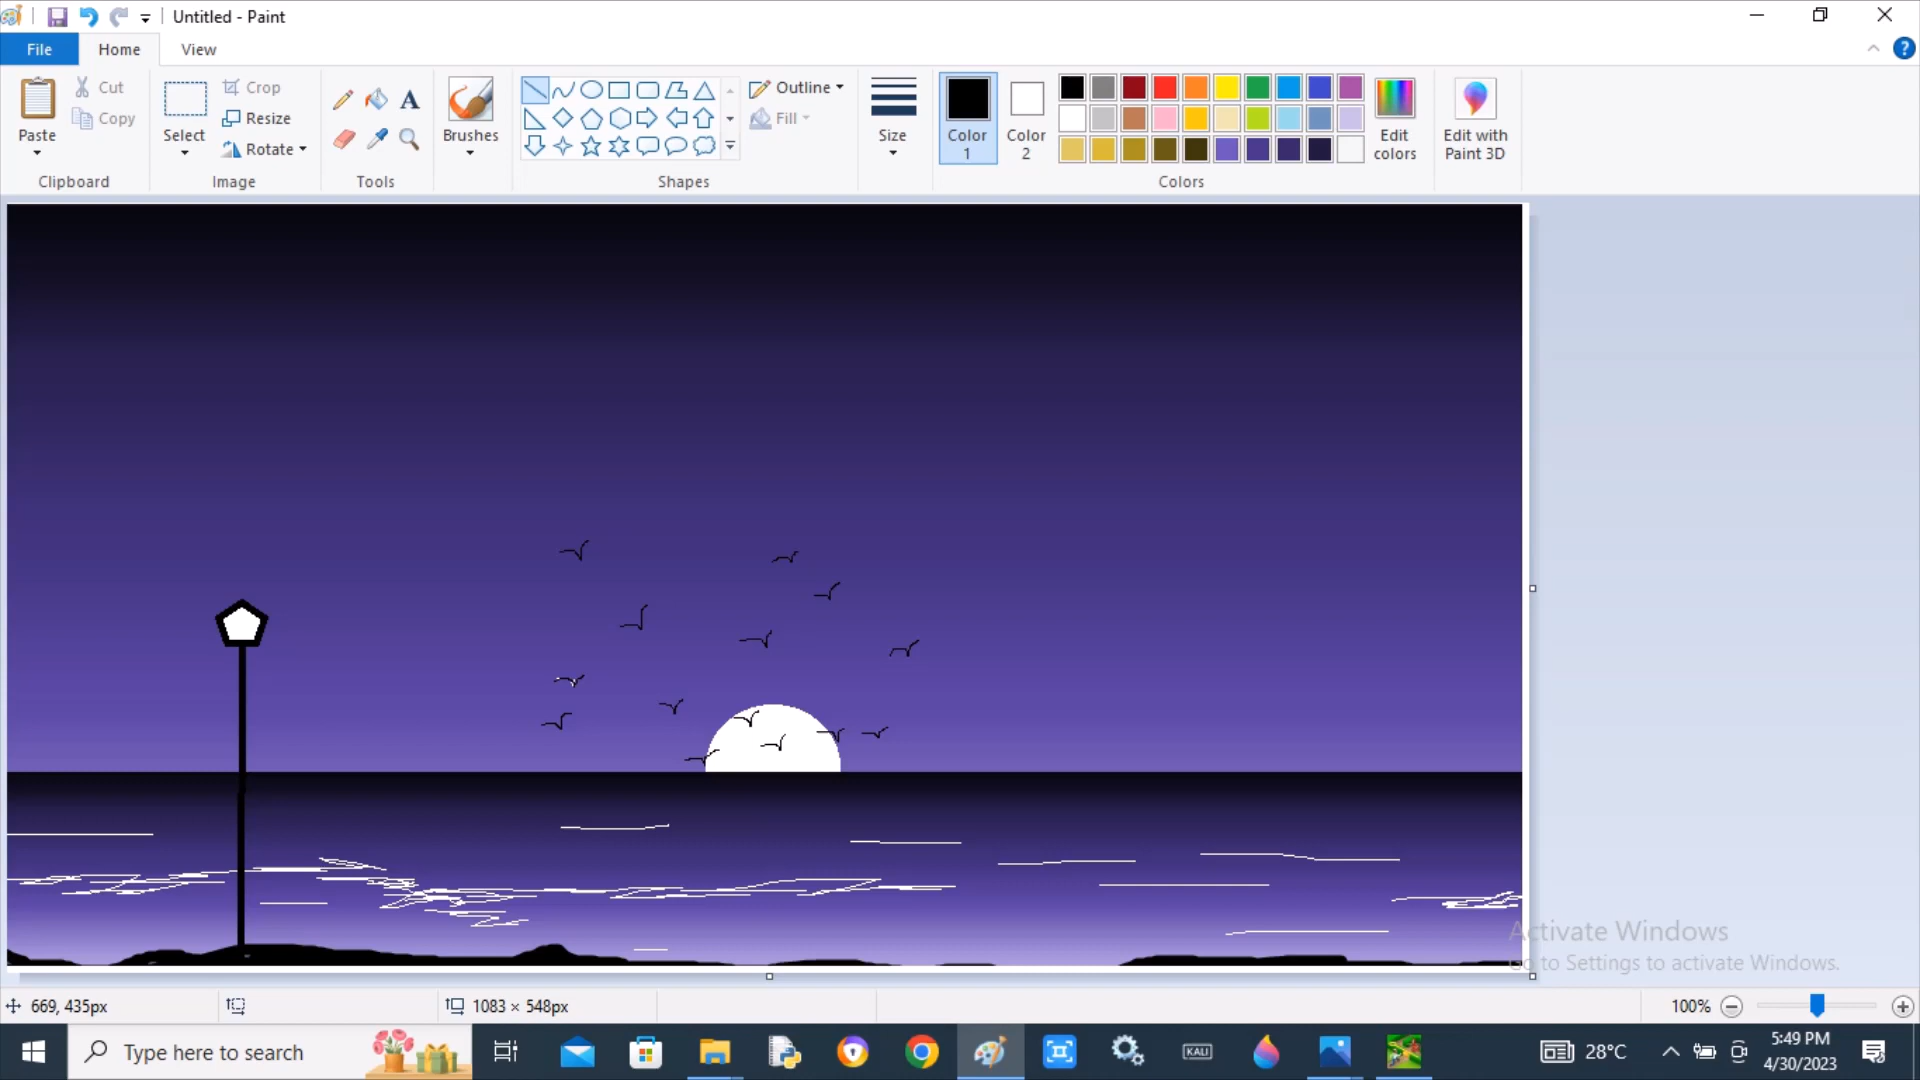 Untitled - Paint
File Home View
Paste
Cut
Copy
Clipboard
Select
Crop
Resize
Rotate
Image
A
Tools
Brushes
Shapes
Outline
Fill
Size
Color
1
Color
2
Edit
colors
Colors
Edit with
Paint 3D
?
Activate Windows
Go to Settings to activate Windows.
669, 435px
1083 × 548px
100%
Type here to search
KALI
28°C
5:49 PM
4/30/2023